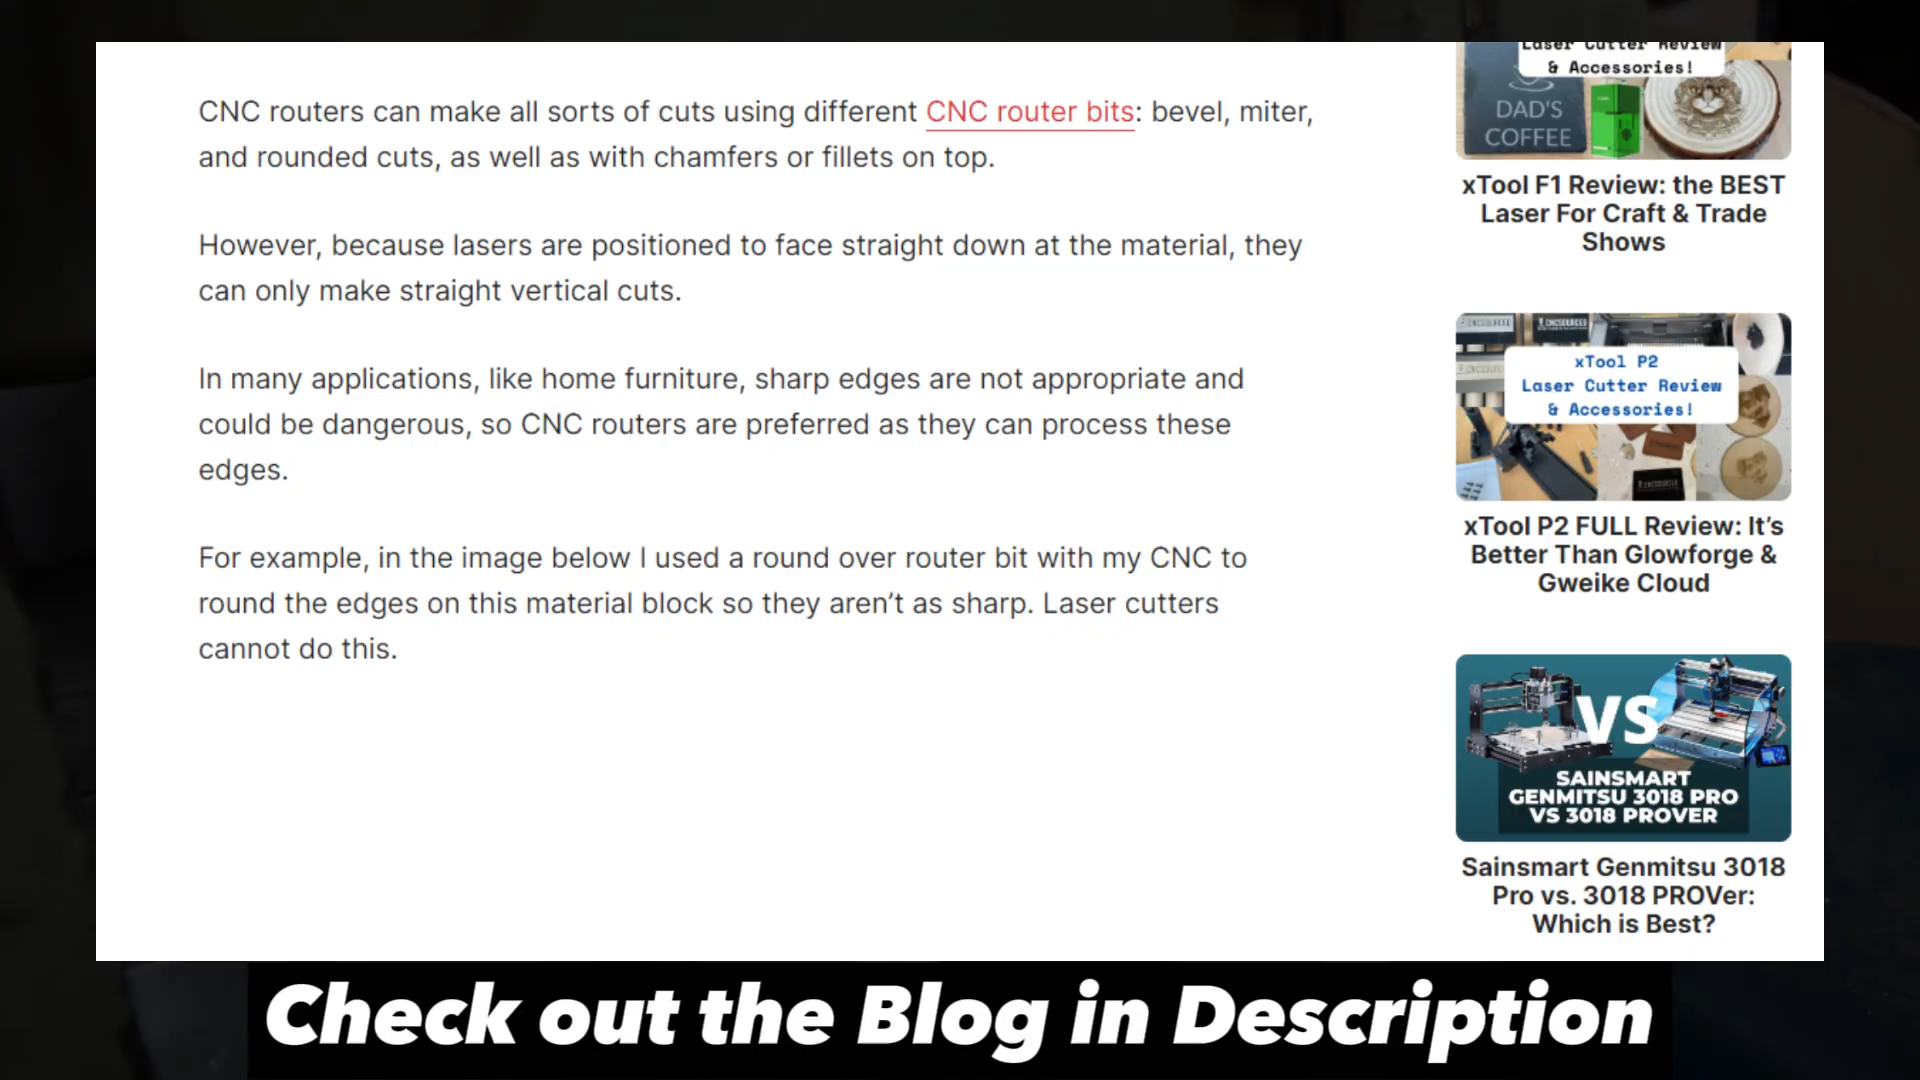 CNC routers can make all sorts of cuts using different CNC router bits: bevel, miter,
and rounded cuts, as well as with chamfers or fillets on top.
However, because lasers are positioned to face straight down at the material, they
can only make straight vertical cuts.
In many applications, like home furniture, sharp edges are not appropriate and
could be dangerous, so CNC routers are preferred as they can process these
edges.
For example, in the image below I used a round over router bit with my CNC to
round the edges on this material block so they aren’t as sharp. Laser cutters
cannot do this.
Laser Cutter Review
& Accessories!
DAD'S
COFFEE
xTool F1 Review: the BEST
Laser For Craft & Trade
Shows
CNCSOURCED
xTool P2
Laser Cutter Review
& Accessories!
xTool P2 FULL Review: It’s
Better Than Glowforge &
Gweike Cloud
VS
SAINSMART
GENMITSU 3018 PRO
VS 3018 PROVER
Sainsmart Genmitsu 3018
Pro vs. 3018 PROVer:
Which is Best?
Check out the Blog in Description